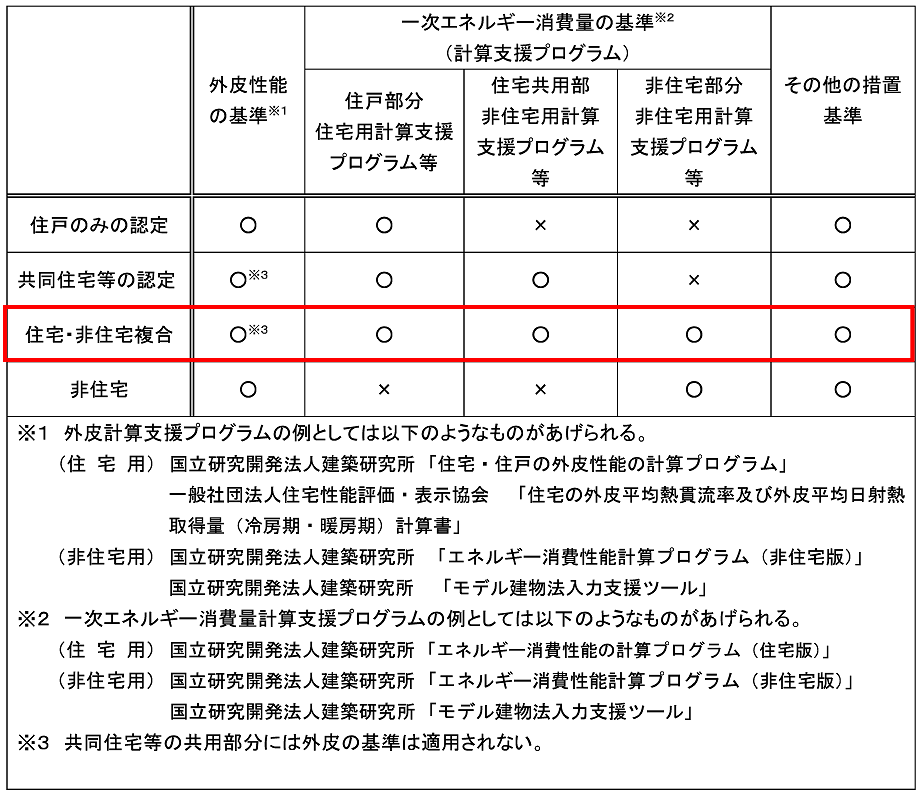 一次エネルギー消費量の基準※2
（計算支援プログラム）
外皮性能
の基準※1
住戸部分
住宅用計算支援
プログラム等
住宅共用部
非住宅用計算
支援プログラム
等
非住宅部分
非住宅用計算
支援プログラム
等
その他の措置
基準
住戸のみの認定 ○ ○ × × ○
共同住宅等の認定 ○※3 ○ ○ × ○
住宅・非住宅複合 ○※3 ○ ○ ○ ○
非住宅 ○ × × ○ ○
※１ 外皮計算支援プログラムの例としては以下のようなものがあげられる。
（住 宅 用） 国立研究開発法人建築研究所 「住宅・住戸の外皮性能の計算プログラム」
一般社団法人住宅性能評価・表示協会 「住宅の外皮平均熱貫流率及び外皮平均日射熱
取得量（冷房期・暖房期）計算書」
（非住宅用） 国立研究開発法人建築研究所 「エネルギー消費性能計算プログラム（非住宅版）」
国立研究開発法人建築研究所 「モデル建物法入力支援ツール」
※２ 一次エネルギー消費量計算支援プログラムの例としては以下のようなものがあげられる。
（住 宅 用） 国立研究開発法人建築研究所 「エネルギー消費性能の計算プログラム（住宅版）」
（非住宅用） 国立研究開発法人建築研究所 「エネルギー消費性能計算プログラム（非住宅版）」
国立研究開発法人建築研究所 「モデル建物法入力支援ツール」
※３ 共同住宅等の共用部分には外皮の基準は適用されない。